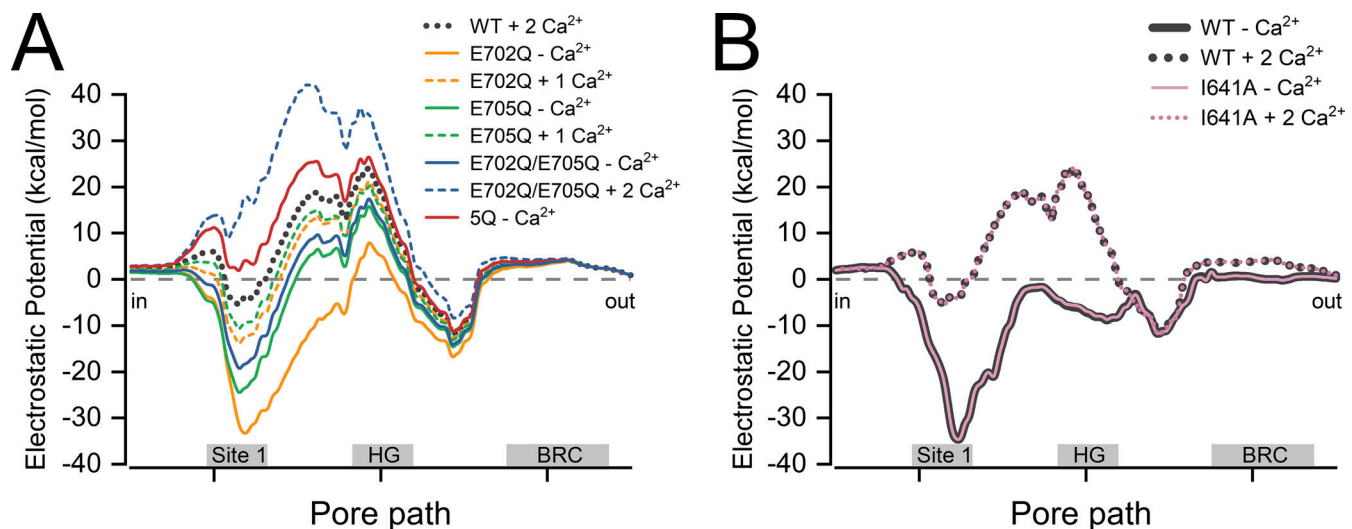 A
WT + 2 Ca²⁺
E702Q - Ca²⁺
E702Q + 1 Ca²⁺
E705Q - Ca²⁺
E705Q + 1 Ca²⁺
E702Q/E705Q - Ca²⁺
E702Q/E705Q + 2 Ca²⁺
5Q - Ca²⁺
Electrostatic Potential (kcal/mol)
40
30
20
10
0
-10
-20
-30
-40
in
out
Site 1
HG
BRC
Pore path
B
WT - Ca²⁺
WT + 2 Ca²⁺
I641A - Ca²⁺
I641A + 2 Ca²⁺
Electrostatic Potential (kcal/mol)
40
30
20
10
0
-10
-20
-30
-40
in
out
Site 1
HG
BRC
Pore path